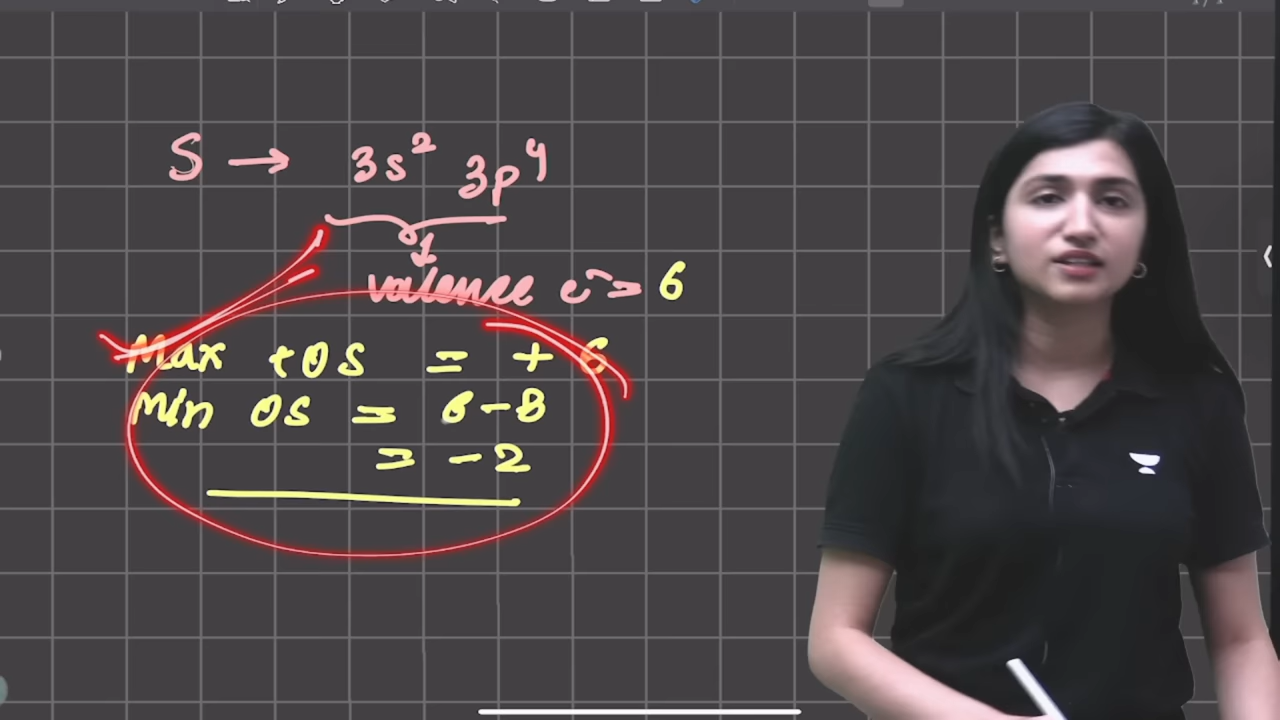 S → 3s² 3p⁴
valence e⁻ = 6
Max +OS = +6
Min OS = 6-8
= -2